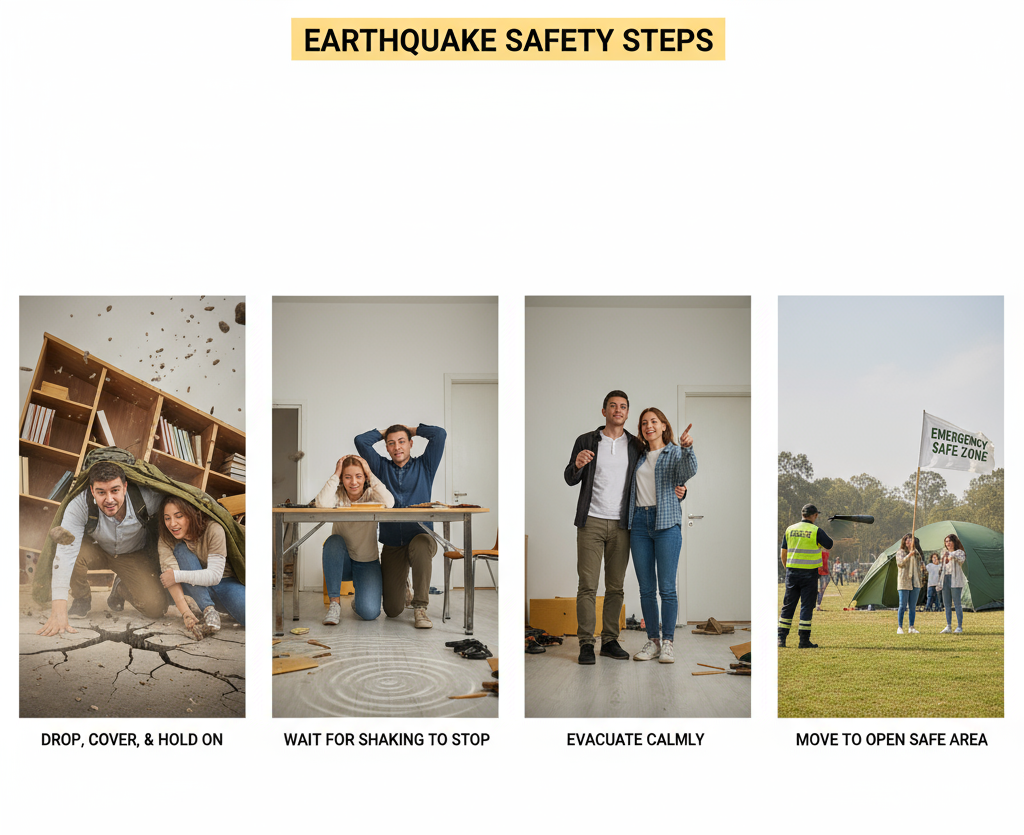 EARTHQUAKE SAFETY STEPS
EMERGENCY
SAFE ZONE
DROP, COVER, & HOLD ON
WAIT FOR SHAKING TO STOP
EVACUATE CALMLY
MOVE TO OPEN SAFE AREA